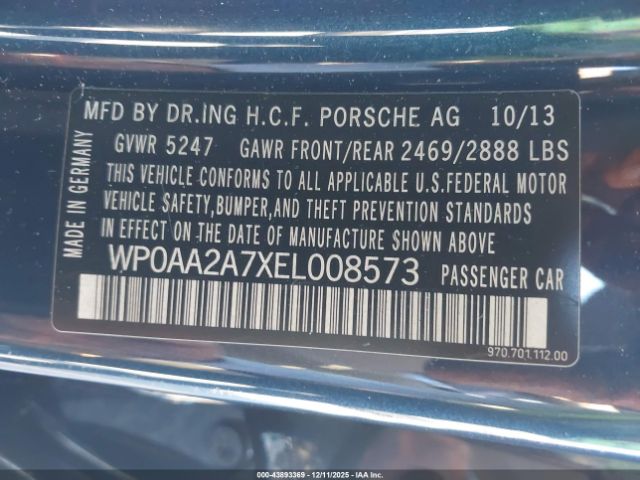 MFD BY DR.ING H.C.F. PORSCHE AG 10/13
GVWR 5247 GAWR FRONT/REAR 2469/2888 LBS
THIS VEHICLE CONFORMS TO ALL APPLICABLE U.S.FEDERAL MOTOR
VEHICLE SAFETY,BUMPER,AND THEFT PREVENTION STANDARDS
IN EFFECT ON THE DATE OF MANUFACTURE SHOWN ABOVE.
WP0AA2A7XEL008573 PASSENGER CAR
MADE IN GERMANY
970.701.112.00
© - 43893369 - 12/11/2025 - IAA Inc.